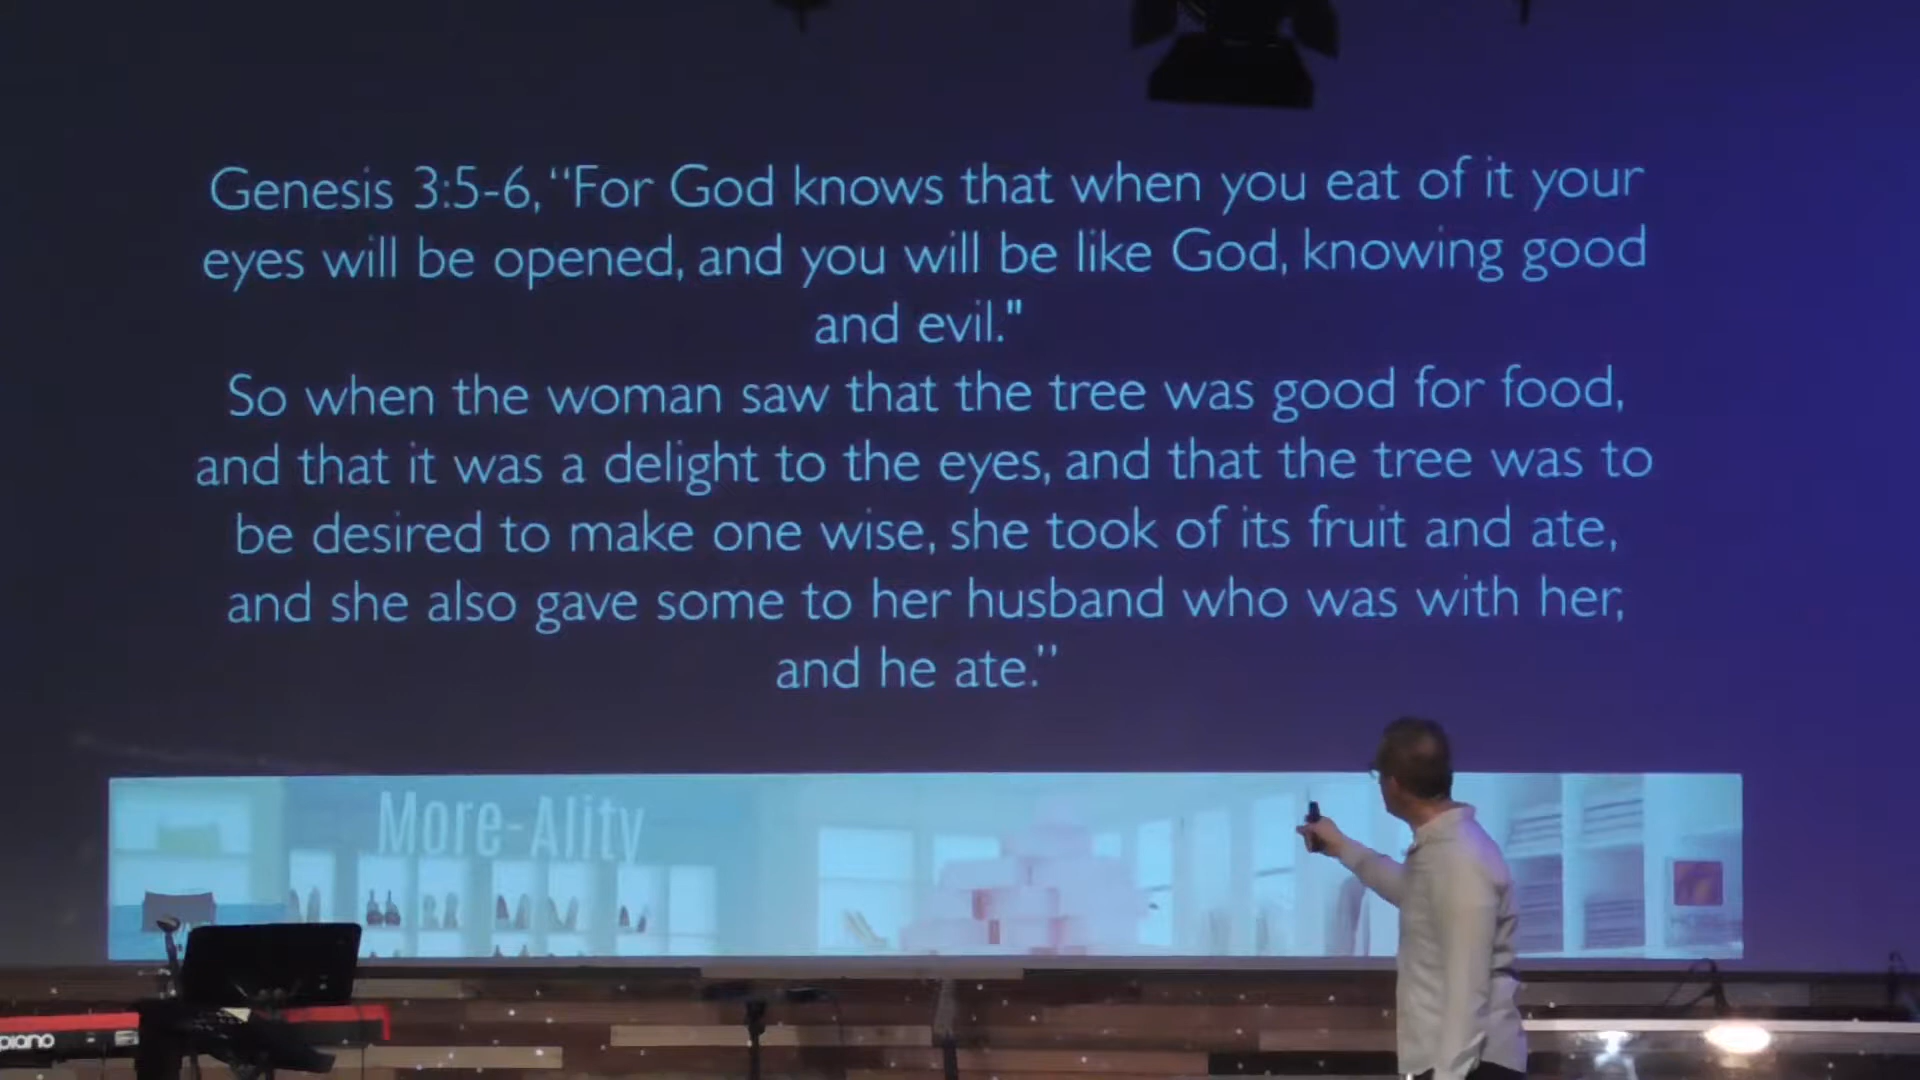 Genesis 3:5-6, “For God knows that when you eat of it your
eyes will be opened, and you will be like God, knowing good
and evil."
So when the woman saw that the tree was good for food,
and that it was a delight to the eyes, and that the tree was to
be desired to make one wise, she took of its fruit and ate,
and she also gave some to her husband who was with her,
and he ate.”
More-Ality
piano